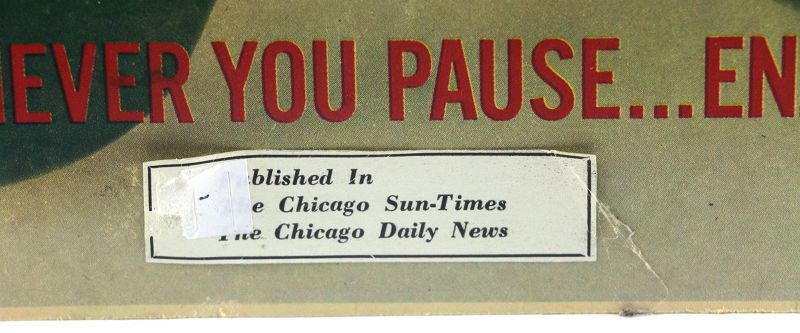 EVER YOU PAUSE...EN
blished In
e Chicago Sun-Times
The Chicago Daily News